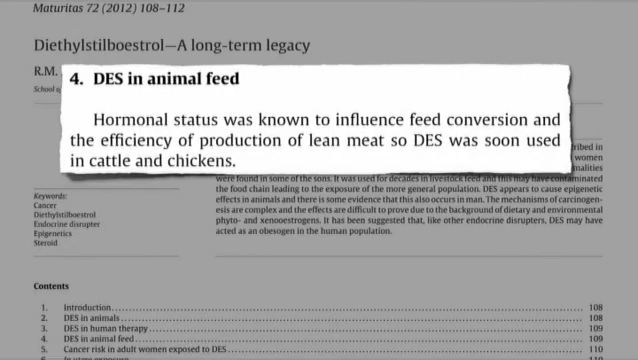 Maturitas 72 (2012) 108–112
Diethylstilboestrol—A long-term legacy
R.M.
School o
4. DES in animal feed
Hormonal status was known to influence feed conversion and
the efficiency of production of lean meat so DES was soon used
in cattle and chickens.
ribed in
women
malities
were found in some of the sons. It was used for decades in livestock feed and this may have contaminated
the food chain leading to the exposure of the more general population. DES appears to cause epigenetic
effects in animals and there is some evidence that this also occurs in man. The mechanisms of carcinogen-
esis are complex and the effects are difficult to prove due to the background of dietary and environmental
phyto- and xenooestrogens. It has been suggested that, like other endocrine disrupters, DES may have
acted as an obesogen in the human population.
Keywords:
Cancer
Diethylstilboestrol
Endocrine disrupter
Epigenetics
Steroid
Contents
1. Introduction 108
2. DES in animals 108
3. DES in human therapy 109
4. DES in animal feed 109
5. Cancer risk in adult women exposed to DES 110
6. In utero exposure 110